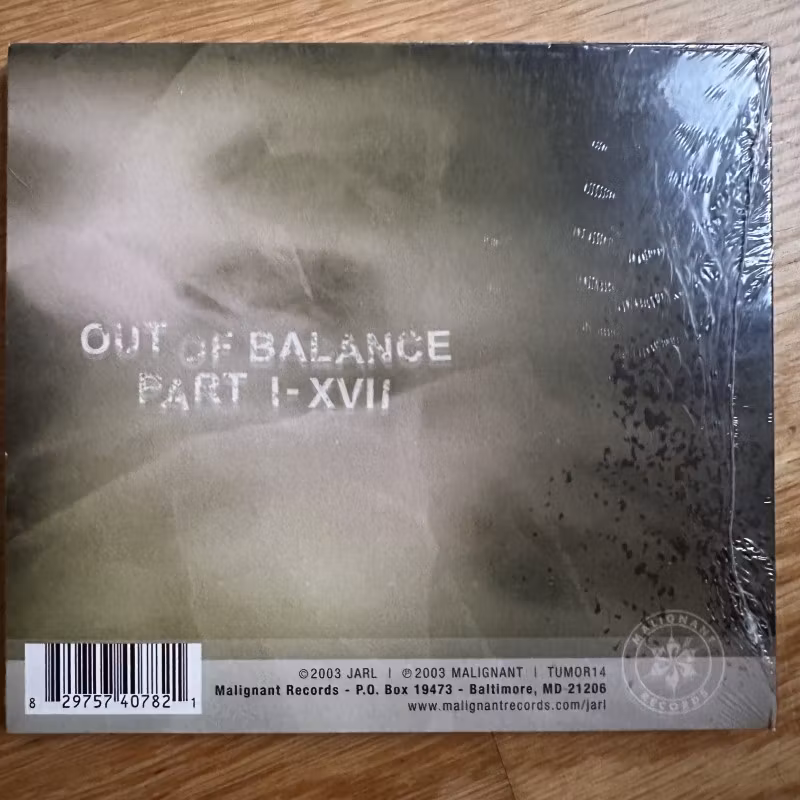 OUT OF BALANCE
PART I-XVII
©2003 JARL | ℗2003 MALIGNANT | TUMOR14
Malignant Records - P.O. Box 19473 - Baltimore, MD 21206
www.malignantrecords.com/jarl
8 29757 40782 1
MALIGNANT RECORDS